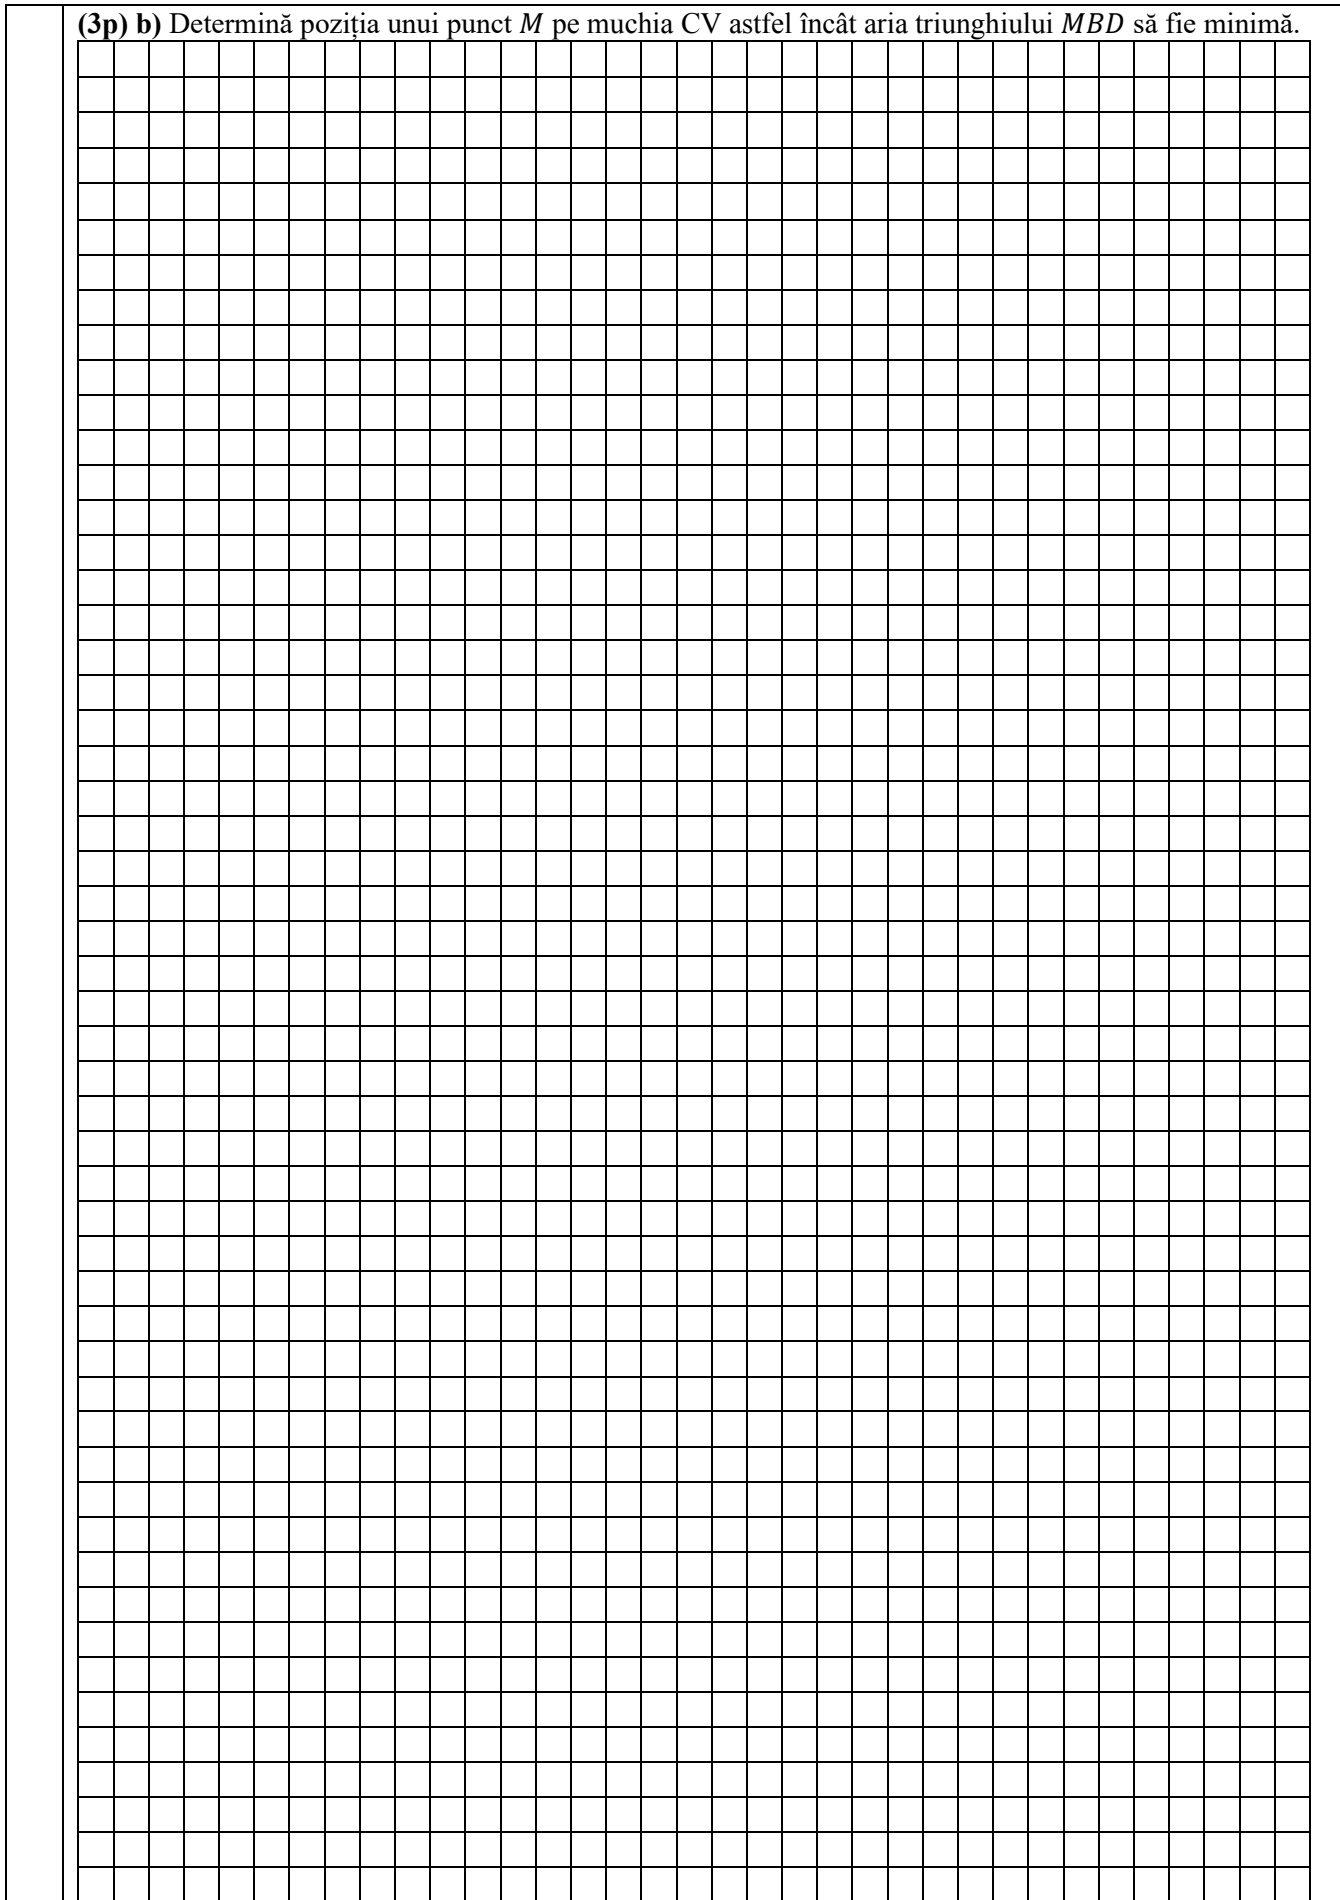 (3p) b) Determină poziția unui punct M pe muchia CV astfel încât aria triunghiului MBD să fie minimă.